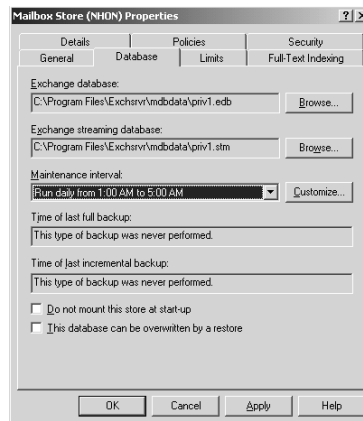 Mailbox Store (NHON) Properties
Details Policies Security
General Database Limits Full-Text Indexing
Exchange database:
C:\Program Files\Exchsrvr\mdbdata\priv1.edb Browse...
Exchange streaming database:
C:\Program Files\Exchsrvr\mdbdata\priv1.stm Browse...
Maintenance interval:
Run daily from 1:00 AM to 5:00 AM Customize...
Time of last full backup:
This type of backup was never performed.
Time of last incremental backup:
This type of backup was never performed.
Do not mount this store at start-up
This database can be overwritten by a restore
OK Cancel Apply Help